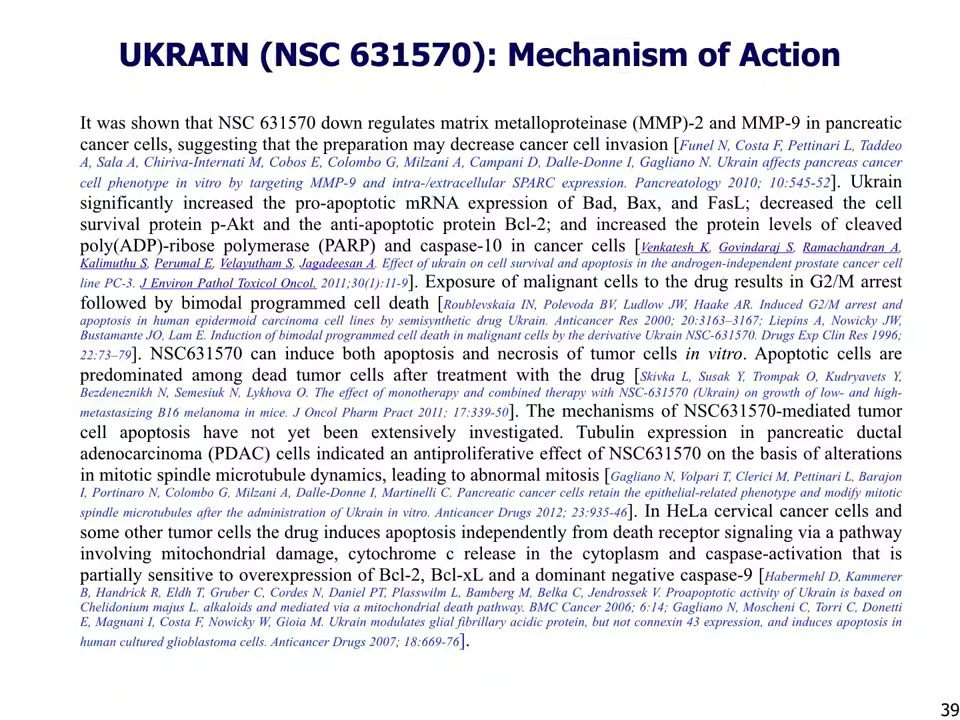 UKRAIN (NSC 631570): Mechanism of Action
It was shown that NSC 631570 down regulates matrix metalloproteinase (MMP)-2 and MMP-9 in pancreatic
cancer cells, suggesting that the preparation may decrease cancer cell invasion [Funel N, Costa F, Pettinari L, Taddeo
A, Sala A, Chiriva-Internati M, Cobos E, Colombo G, Milzani A, Campani D, Dalle-Donne I, Gagliano N. Ukrain affects pancreas cancer
cell phenotype in vitro by targeting MMP-9 and intra-/extracellular SPARC expression. Pancreatology 2010; 10:545-52]. Ukrain
significantly increased the pro-apoptotic mRNA expression of Bad, Bax, and FasL; decreased the cell
survival protein p-Akt and the anti-apoptotic protein Bcl-2; and increased the protein levels of cleaved
poly(ADP)-ribose polymerase (PARP) and caspase-10 in cancer cells [Venkatesh K, Govindaraj S, Ramachandran A,
Kalimuthu S, Perumal E, Velayutham S, Jagadeesan A. Effect of ukrain on cell survival and apoptosis in the androgen-independent prostate cancer cell
line PC-3. J Environ Pathol Toxicol Oncol. 2011;30(1):11-9]. Exposure of malignant cells to the drug results in G2/M arrest
followed by bimodal programmed cell death [Roublevskaia IN, Polevoda BV, Ludlow JW, Haake AR. Induced G2/M arrest and
apoptosis in human epidermoid carcinoma cell lines by semisynthetic drug Ukrain. Anticancer Res 2000; 20:3163–3167; Liepins A, Nowicky JW,
Bustamante JO, Lam E. Induction of bimodal programmed cell death in malignant cells by the derivative Ukrain NSC-631570. Drugs Exp Clin Res 1996;
22:73–79]. NSC631570 can induce both apoptosis and necrosis of tumor cells in vitro. Apoptotic cells are
predominated among dead tumor cells after treatment with the drug [Skivka L, Susak Y, Trompak O, Kudryavets Y,
Bezdeneznikh N, Semesiuk N, Lykhova O. The effect of monotherapy and combined therapy with NSC-631570 (Ukrain) on growth of low- and high-
metastasizing B16 melanoma in mice. J Oncol Pharm Pract 2011; 17:339-50]. The mechanisms of NSC631570-mediated tumor
cell apoptosis have not yet been extensively investigated. Tubulin expression in pancreatic ductal
adenocarcinoma (PDAC) cells indicated an antiproliferative effect of NSC631570 on the basis of alterations
in mitotic spindle microtubule dynamics, leading to abnormal mitosis [Gagliano N, Volpari T, Clerici M, Pettinari L, Barajon
I, Portinaro N, Colombo G, Milzani A, Dalle-Donne I, Martinelli C. Pancreatic cancer cells retain the epithelial-related phenotype and modify mitotic
spindle microtubules after the administration of Ukrain in vitro. Anticancer Drugs 2012; 23:935-46]. In HeLa cervical cancer cells and
some other tumor cells the drug induces apoptosis independently from death receptor signaling via a pathway
involving mitochondrial damage, cytochrome c release in the cytoplasm and caspase-activation that is
partially sensitive to overexpression of Bcl-2, Bcl-xL and a dominant negative caspase-9 [Habermehl D, Kammerer
B, Handrick R, Eldh T, Gruber C, Cordes N, Daniel PT, Plasswilm L, Bamberg M, Belka C, Jendrossek V. Proapoptotic activity of Ukrain is based on
Chelidonium majus L. alkaloids and mediated via a mitochondrial death pathway. BMC Cancer 2006; 6:14; Gagliano N, Moscheni C, Torri C, Donetti
E, Magnani I, Costa F, Nowicky W, Gioia M. Ukrain modulates glial fibrillary acidic protein, but not connexin 43 expression, and induces apoptosis in
human cultured glioblastoma cells. Anticancer Drugs 2007; 18:669-76].
39